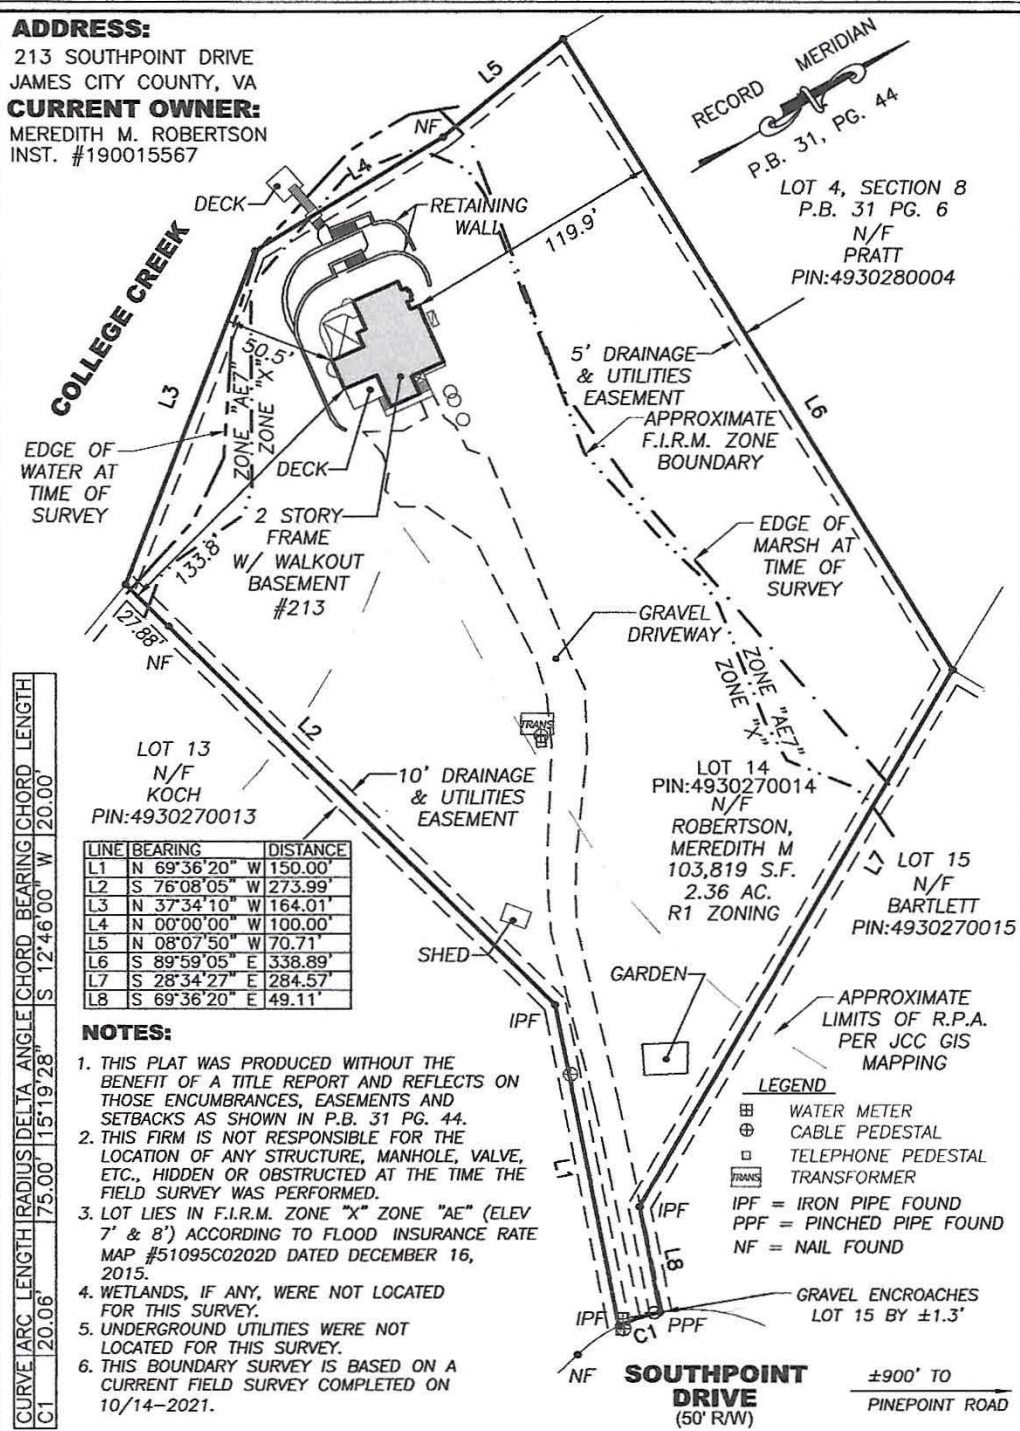 ADDRESS:
213 SOUTHPOINT DRIVE
JAMES CITY COUNTY, VA
CURRENT OWNER:
MEREDITH M. ROBERTSON
INST. #190015567
L5
NF
L4
RECORD MERIDIAN
P.B. 31, PG. 44
DECK
RETAINING
WALL
119.9'
LOT 4, SECTION 8
P.B. 31 PG. 6
N/F
PRATT
PIN:4930280004
COLLEGE CREEK
50.5'
L3
ZONE "AE7"
ZONE "X"
5' DRAINAGE
& UTILITIES
EASEMENT
L6
APPROXIMATE
F.I.R.M. ZONE
BOUNDARY
EDGE OF
WATER AT
TIME OF
SURVEY
DECK
2 STORY
FRAME
W/ WALKOUT
BASEMENT
#213
133.8'
EDGE OF
MARSH AT
TIME OF
SURVEY
27.88'
NF
GRAVEL
DRIVEWAY
ZONE "AE7"
ZONE "X"
L2
TRANS
LOT 13
N/F
KOCH
PIN:4930270013
10' DRAINAGE
& UTILITIES
EASEMENT
LOT 14
PIN:4930270014
N/F
ROBERTSON,
MEREDITH M
103,819 S.F.
2.36 AC.
R1 ZONING
L7
LOT 15
N/F
BARTLETT
PIN:4930270015
LINE BEARING DISTANCE
L1 N 69°36'20" W 150.00'
L2 S 76°08'05" W 273.99'
L3 N 37°34'10" W 164.01'
L4 N 00°00'00" W 100.00'
L5 N 08°07'50" W 70.71'
L6 S 89°59'05" E 338.89'
L7 S 28°34'27" E 284.57'
L8 S 69°36'20" E 49.11'
CURVE ARC LENGTH RADIUS DELTA ANGLE CHORD BEARING CHORD LENGTH
C1 20.06' 75.00' 15°19'28" S 12°46'00" W 20.00'
SHED
IPF
GARDEN
APPROXIMATE
LIMITS OF R.P.A.
PER JCC GIS
MAPPING
NOTES:
1. THIS PLAT WAS PRODUCED WITHOUT THE
BENEFIT OF A TITLE REPORT AND REFLECTS ON
THOSE ENCUMBRANCES, EASEMENTS AND
SETBACKS AS SHOWN IN P.B. 31 PG. 44.
2. THIS FIRM IS NOT RESPONSIBLE FOR THE
LOCATION OF ANY STRUCTURE, MANHOLE, VALVE,
ETC., HIDDEN OR OBSTRUCTED AT THE TIME THE
FIELD SURVEY WAS PERFORMED.
3. LOT LIES IN F.I.R.M. ZONE "X" ZONE "AE" (ELEV
7' & 8') ACCORDING TO FLOOD INSURANCE RATE
MAP #51095C0202D DATED DECEMBER 16,
2015.
4. WETLANDS, IF ANY, WERE NOT LOCATED
FOR THIS SURVEY.
5. UNDERGROUND UTILITIES WERE NOT
LOCATED FOR THIS SURVEY.
6. THIS BOUNDARY SURVEY IS BASED ON A
CURRENT FIELD SURVEY COMPLETED ON
10/14-2021.
LEGEND
WATER METER
CABLE PEDESTAL
TELEPHONE PEDESTAL
TRANS TRANSFORMER
IPF = IRON PIPE FOUND
PPF = PINCHED PIPE FOUND
NF = NAIL FOUND
L1
IPF
L8
GRAVEL ENCROACHES
LOT 15 BY ±1.3'
IPF
C1
PPF
NF
SOUTHPOINT
DRIVE
(50' R/W)
±900' TO
PINEPOINT ROAD